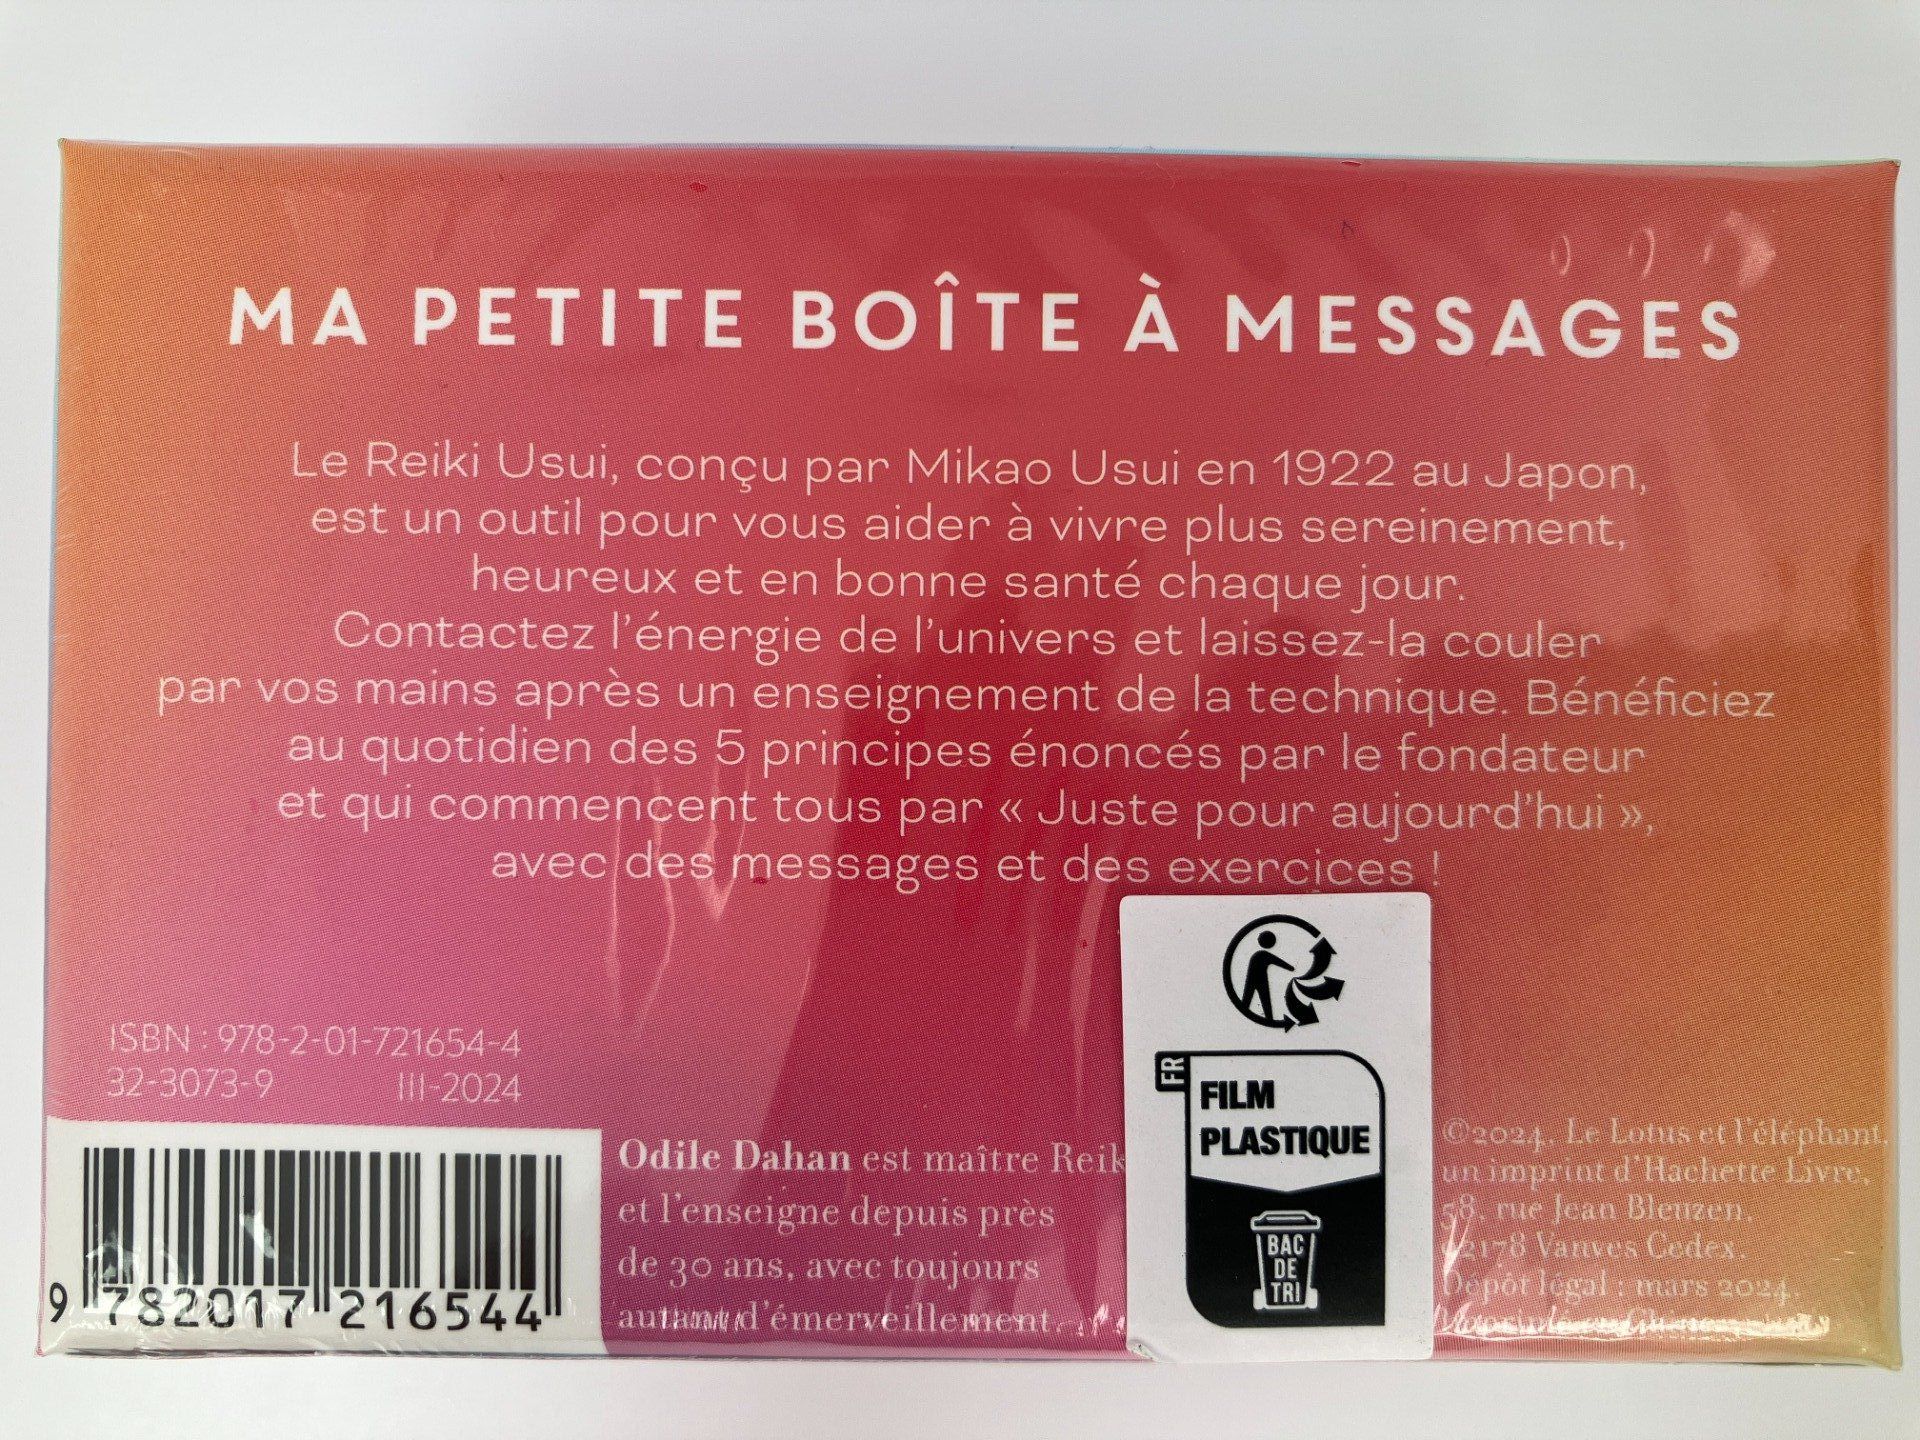 MA PETITE BOÎTE À MESSAGES
Le Reiki Usui, conçu par Mikao Usui en 1922 au Japon,
est un outil pour vous aider à vivre plus sereinement,
heureux et en bonne santé chaque jour.
Contactez l'énergie de l'univers et laissez-la couler
par vos mains après un enseignement de la technique. Bénéficiez
au quotidien des 5 principes énoncés par le fondateur
et qui commencent tous par « Juste pour aujourd'hui »,
avec des messages et des exercices !
ISBN : 978-2-01-721654-4
32-3073-9 III-2024
9 782017 216544
Odile Dahan est maître Reik
et l'enseigne depuis près
de 30 ans, avec toujours
autant d'émerveillement.
FR
FILM
PLASTIQUE
BAC
DE
TRI
©2024. Le Lotus et l'éléphant,
un imprint d'Hachette Livre,
58, rue Jean Bleuzen,
92178 Vanves Cedex.
Dépôt légal : mars 2024.